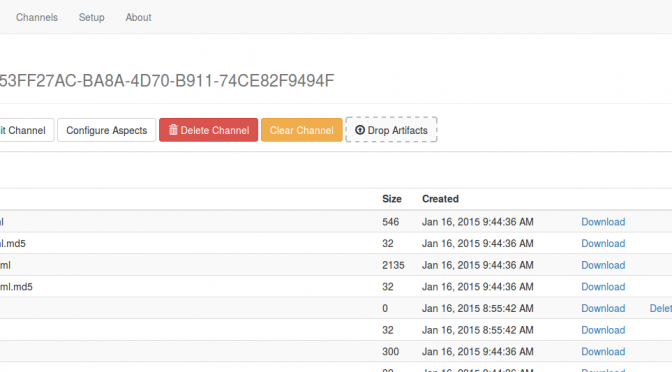 Channels Setup About
53FF27AC-BA8A-4D70-B911-74CE82F9494F
it Channel Configure Aspects Delete Channel Clear Channel Drop Artifacts
Size Created
l 546 Jan 16, 2015 9:44:36 AM Download
l.md5 32 Jan 16, 2015 9:44:36 AM Download
ml 2135 Jan 16, 2015 9:44:36 AM Download
ml.md5 32 Jan 16, 2015 9:44:36 AM Download
0 Jan 16, 2015 8:55:42 AM Download Delet
32 Jan 16, 2015 8:55:42 AM Download
300 Jan 16, 2015 9:44:36 AM Download